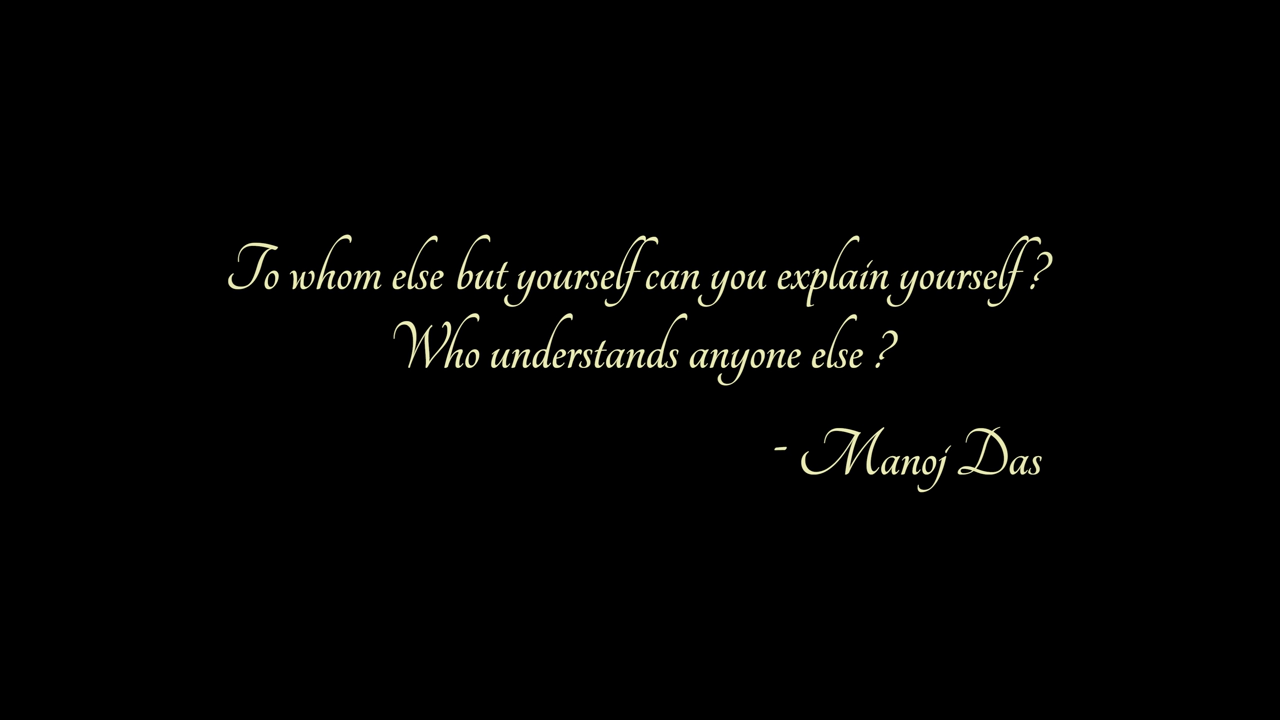 To whom else but yourself can you explain yourself ?
Who understands anyone else ?
- Manoj Das